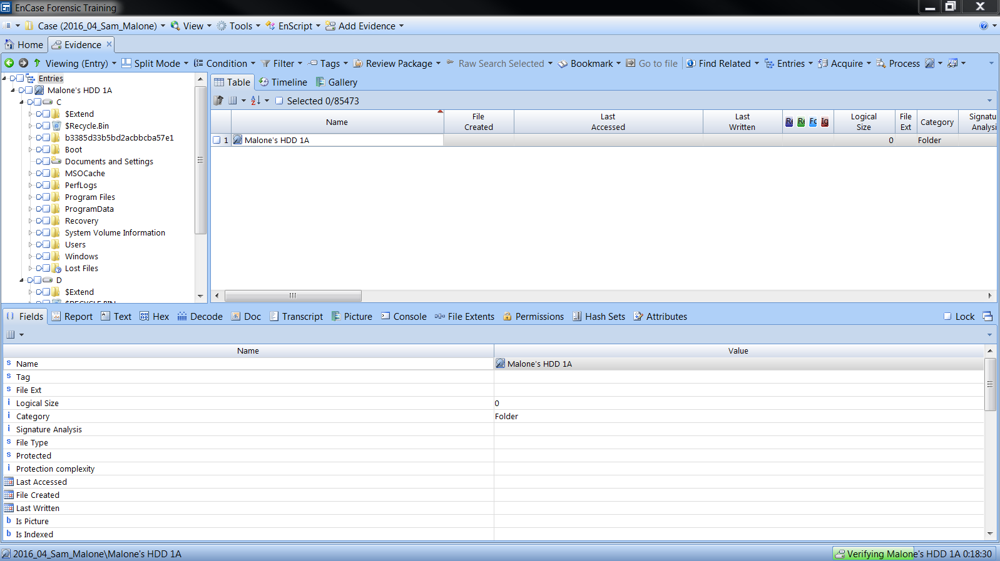 EnCase Forensic Training
Case (2016_04_Sam_Malone) View Tools EnScript Add Evidence
Home Evidence
Viewing (Entry) Split Mode Condition Filter Tags Review Package Raw Search Selected Bookmark Go to file Find Related Entries Acquire Process
Entries
Malone's HDD 1A
C
$Extend
$Recycle.Bin
b3385d33b5bd2acbbcba57e1
Boot
Documents and Settings
MSOCache
PerfLogs
Program Files
ProgramData
Recovery
System Volume Information
Users
Windows
Lost Files
D
$Extend
$RECYCLE.BIN
Table Timeline Gallery
Selected 0/85473
Name File Created Last Accessed Last Written Re Re Fo Ig Logical Size File Ext Category Signatu Analysi
1 Malone's HDD 1A 0 Folder
Fields Report Text Hex Decode Doc Transcript Picture Console File Extents Permissions Hash Sets Attributes Lock
Name Value
s Name Malone's HDD 1A
s Tag
s File Ext
i Logical Size 0
i Category Folder
i Signature Analysis
s File Type
s Protected
i Protection complexity
Last Accessed
File Created
Last Written
b Is Picture
b Is Indexed
2016_04_Sam_Malone\Malone's HDD 1A Verifying Malone's HDD 1A 0:18:30